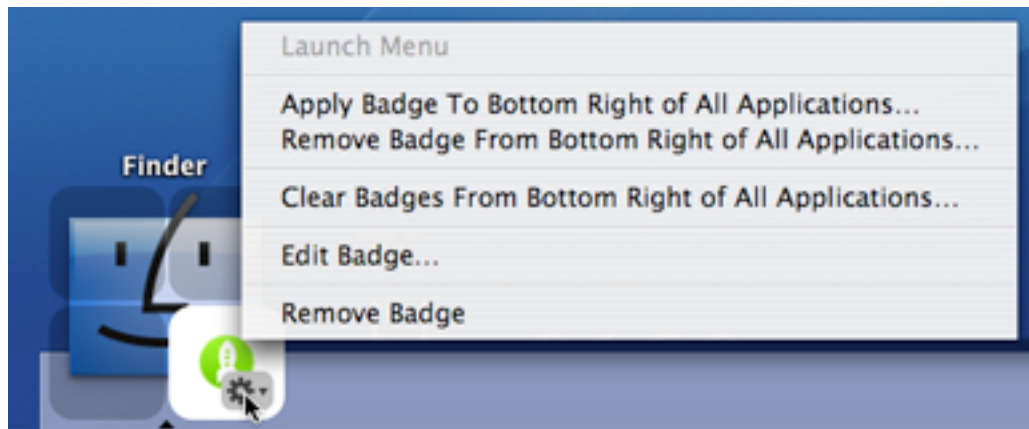 Launch Menu
Apply Badge To Bottom Right of All Applications...
Remove Badge From Bottom Right of All Applications...
Clear Badges From Bottom Right of All Applications...
Finder
Edit Badge...
Remove Badge